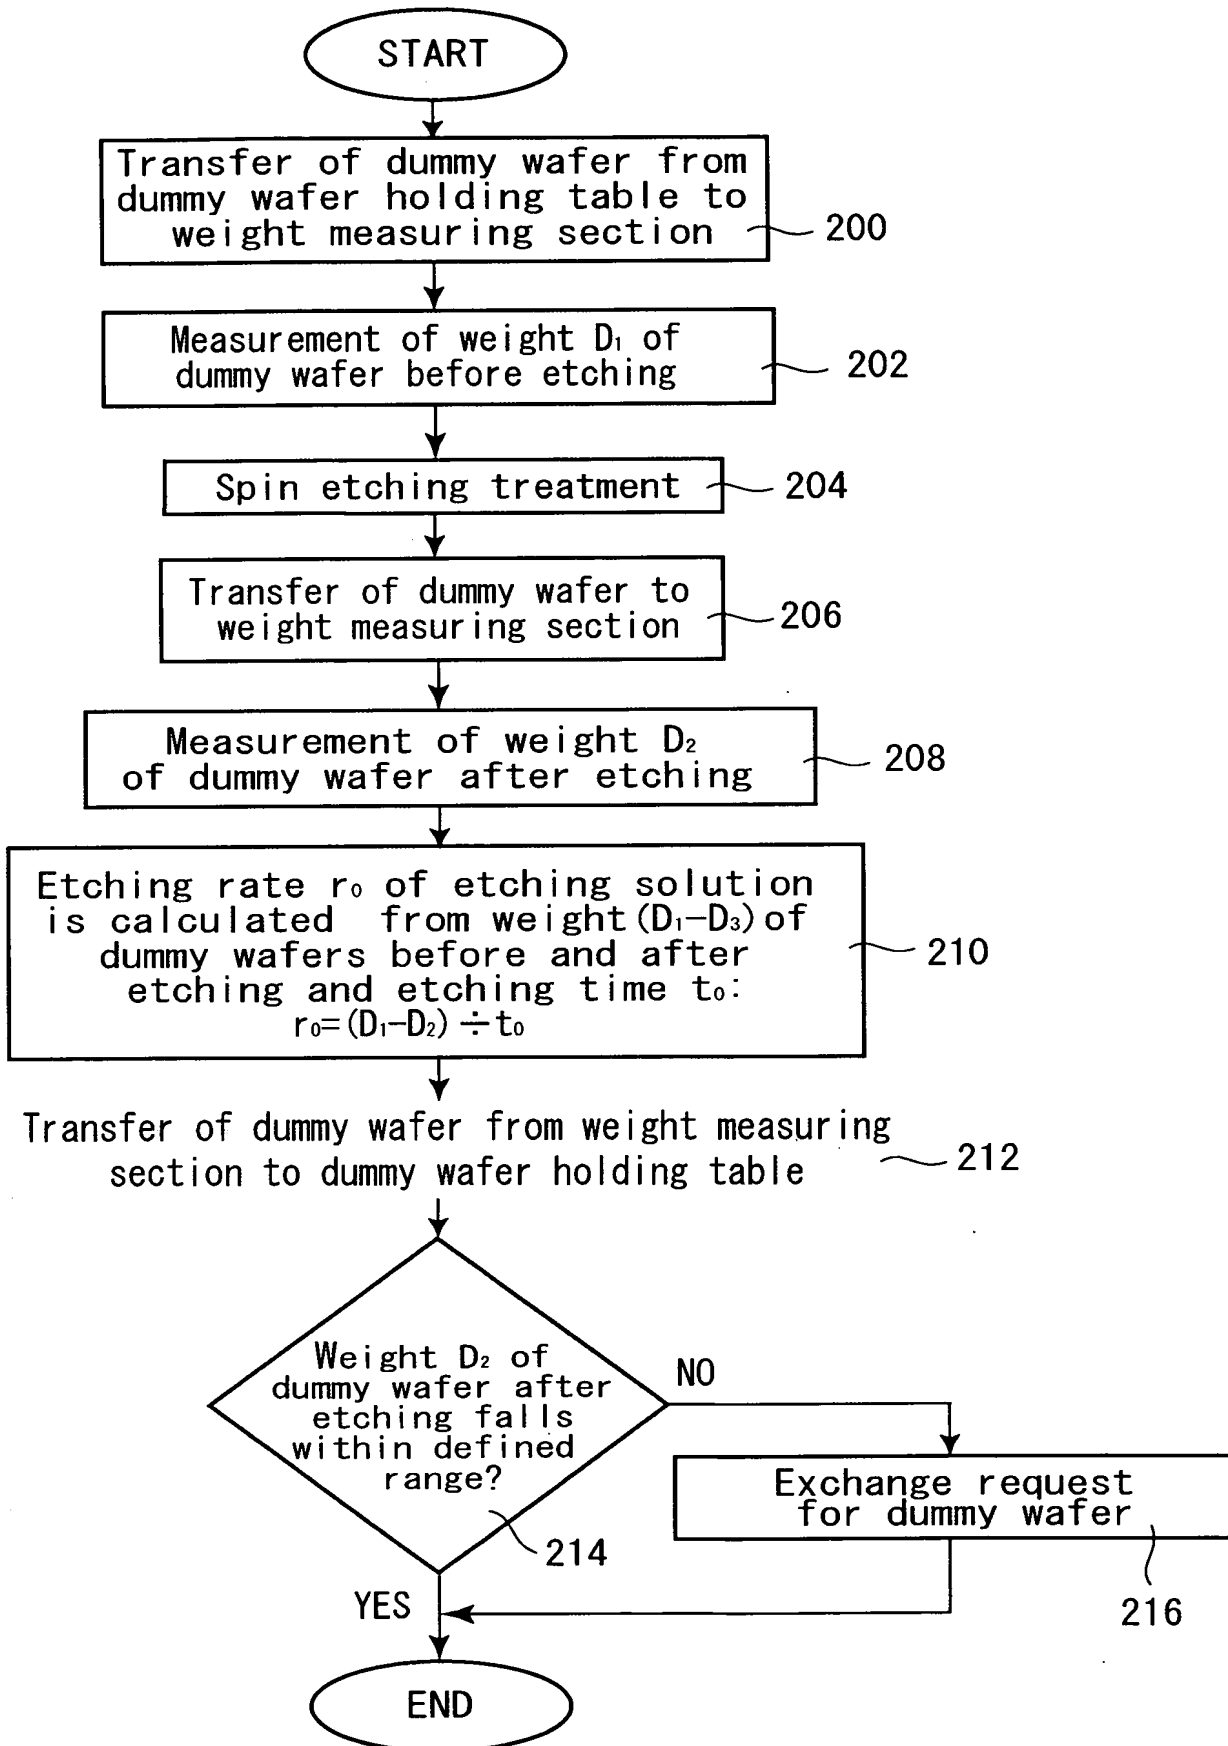 START
Transfer of dummy wafer from
dummy wafer holding table to
weight measuring section
200
Measurement of weight D₁ of
dummy wafer before etching
202
Spin etching treatment
204
Transfer of dummy wafer to
weight measuring section
206
Measurement of weight D₂
of dummy wafer after etching
208
Etching rate r₀ of etching solution
is calculated from weight (D₁−D₃) of
dummy wafers before and after
etching and etching time t₀:
r₀=(D₁−D₂)÷t₀
210
Transfer of dummy wafer from weight measuring
section to dummy wafer holding table
212
Weight D₂ of
dummy wafer after
etching falls
within defined
range?
214
NO
Exchange request
for dummy wafer
216
YES
END